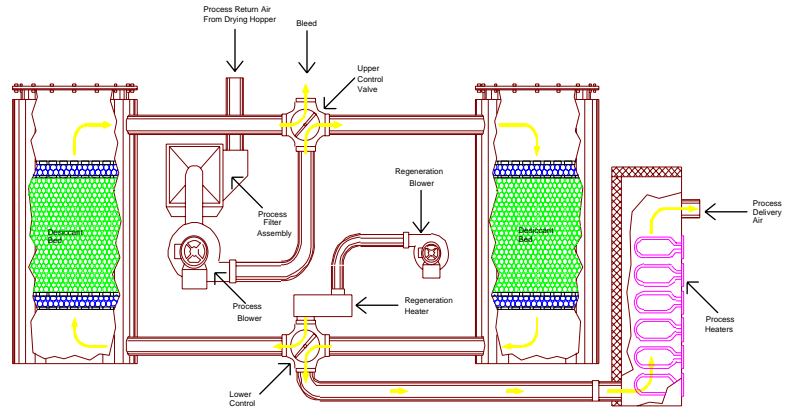 Process Return Air
From Drying Hopper
Bleed
Upper
Control
Valve
Regeneration
Blower
Process
Filter
Assembly
Desiccant
Bed
Desiccant
Bed
Process
Delivery
Air
Process
Blower
Regeneration
Heater
Process
Heaters
Lower
Control